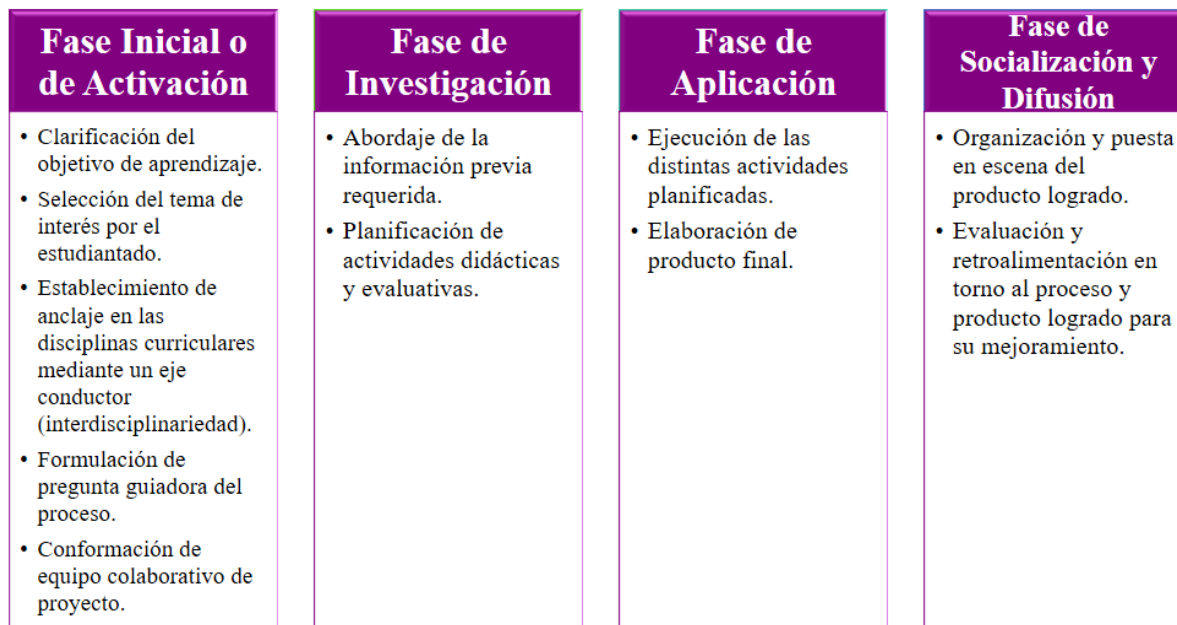 Fase Inicial o
de Activación
• Clarificación del
objetivo de aprendizaje.
• Selección del tema de
interés por el
estudiantado.
• Establecimiento de
anclaje en las
disciplinas curriculares
mediante un eje
conductor
(interdisciplinariedad).
• Formulación de
pregunta guiadora del
proceso.
• Conformación de
equipo colaborativo de
proyecto.
Fase de
Investigación
• Abordaje de la
información previa
requerida.
• Planificación de
actividades didácticas
y evaluativas.
Fase de
Aplicación
• Ejecución de las
distintas actividades
planificadas.
• Elaboración de
producto final.
Fase de
Socialización y
Difusión
• Organización y puesta
en escena del
producto logrado.
• Evaluación y
retroalimentación en
torno al proceso y
producto logrado para
su mejoramiento.